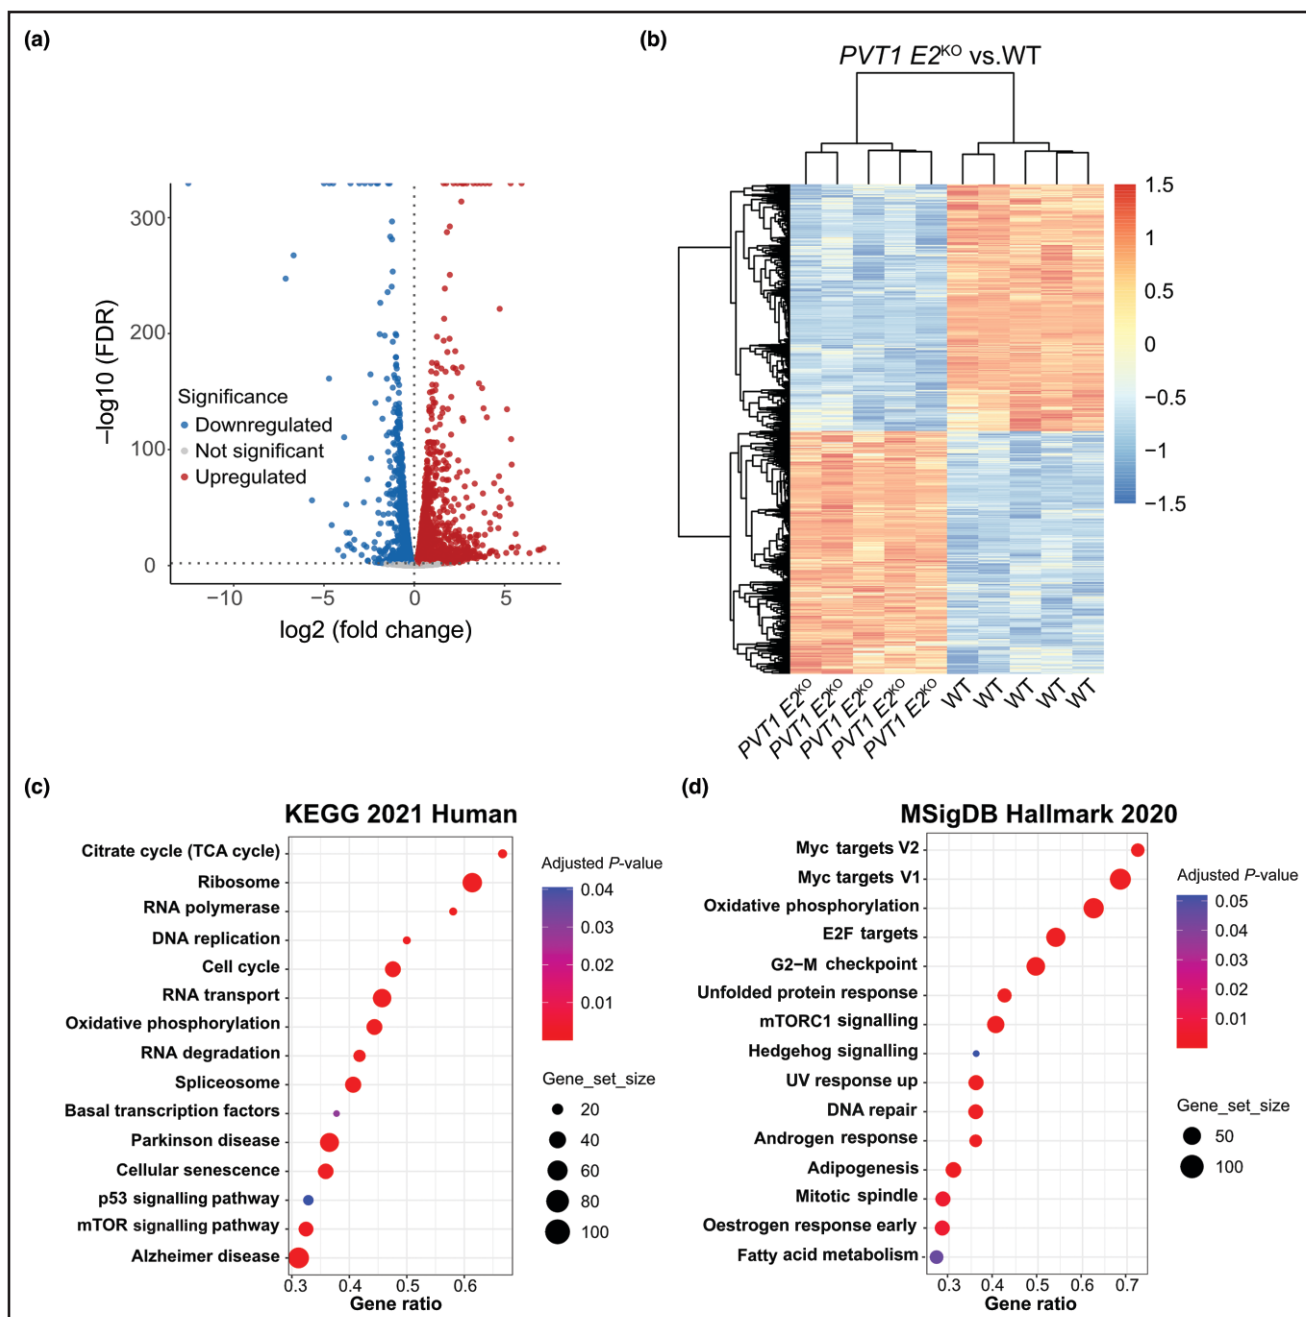 (a)
300
200
100
0
−log10 (FDR)
Significance
Downregulated
Not significant
Upregulated
−10
−5
0
5
log2 (fold change)
(b)
PVT1 E2KO vs.WT
1.5
1
0.5
0
−0.5
−1
−1.5
PVT1 E2KO
PVT1 E2KO
PVT1 E2KO
PVT1 E2KO
PVT1 E2KO
WT
WT
WT
WT
WT
(c)
KEGG 2021 Human
Citrate cycle (TCA cycle)
Ribosome
RNA polymerase
DNA replication
Cell cycle
RNA transport
Oxidative phosphorylation
RNA degradation
Spliceosome
Basal transcription factors
Parkinson disease
Cellular senescence
p53 signalling pathway
mTOR signalling pathway
Alzheimer disease
0.3
0.4
0.5
0.6
Gene ratio
Adjusted P-value
0.04
0.03
0.02
0.01
Gene_set_size
20
40
60
80
100
(d)
MSigDB Hallmark 2020
Myc targets V2
Myc targets V1
Oxidative phosphorylation
E2F targets
G2−M checkpoint
Unfolded protein response
mTORC1 signalling
Hedgehog signalling
UV response up
DNA repair
Androgen response
Adipogenesis
Mitotic spindle
Oestrogen response early
Fatty acid metabolism
0.3
0.4
0.5
0.6
0.7
Gene ratio
Adjusted P-value
0.05
0.04
0.03
0.02
0.01
Gene_set_size
50
100